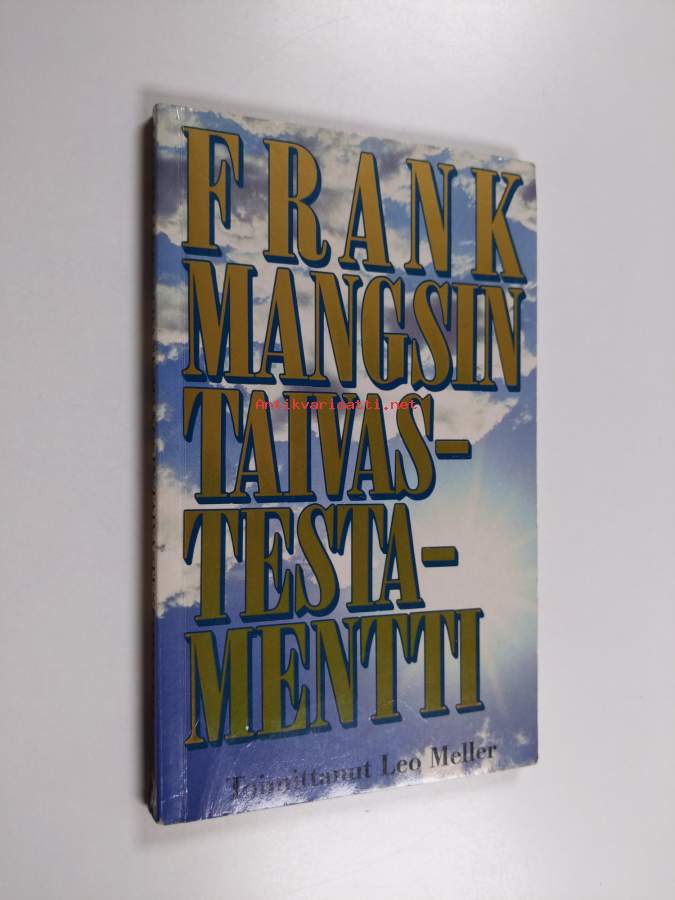 FRANK
MANGSIN
TAIVAS-
Antikvariaatti.net
TESTA-
MENTTI
Toimittanut Leo Meller